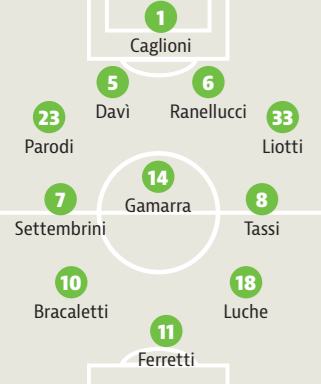 1
Caglioni
5
6
Davì
Ranellucci
23
33
Parodi
Liotti
14
Gamarra
7
8
Settembrini
Tassi
10
18
Bracaletti
Luche
11
Ferretti